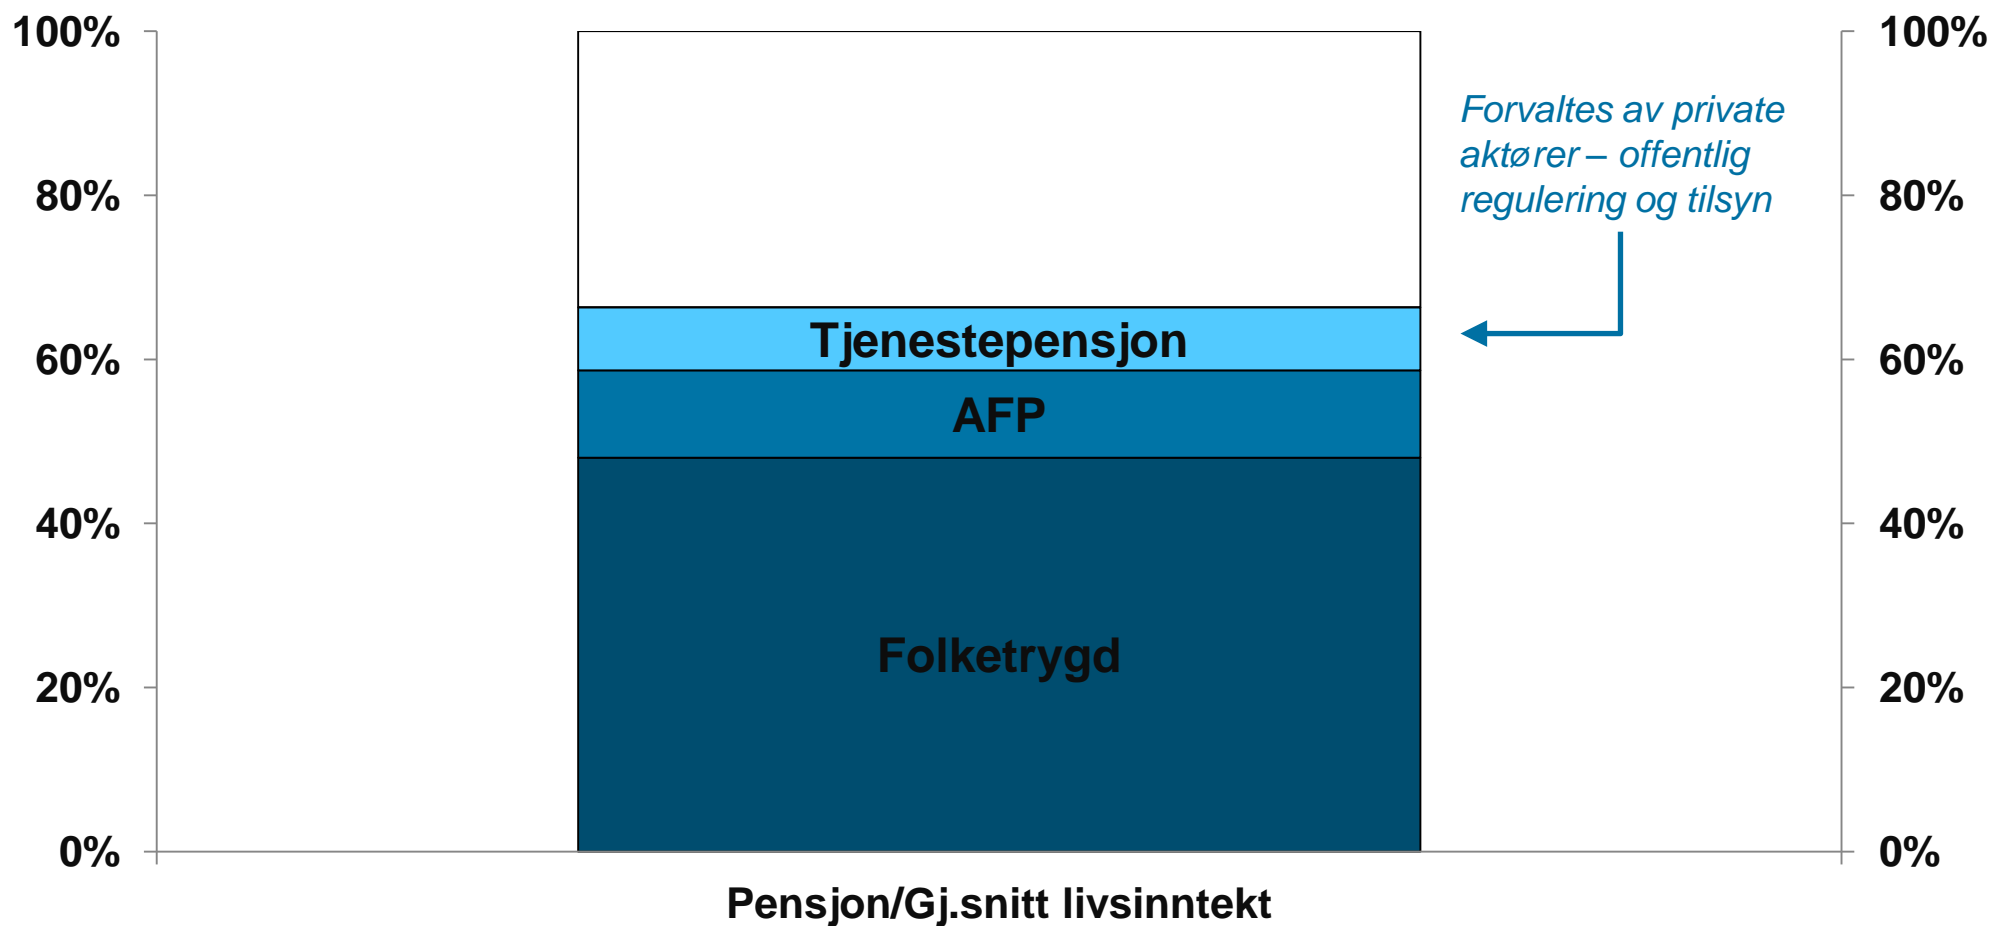 100%
80%
60%
40%
20%
0%
Tjenestepensjon
AFP
Folketrygd
Pensjon/Gj.snitt livsinntekt
Forvaltes av private
aktører – offentlig
regulering og tilsyn
100%
80%
60%
40%
20%
0%